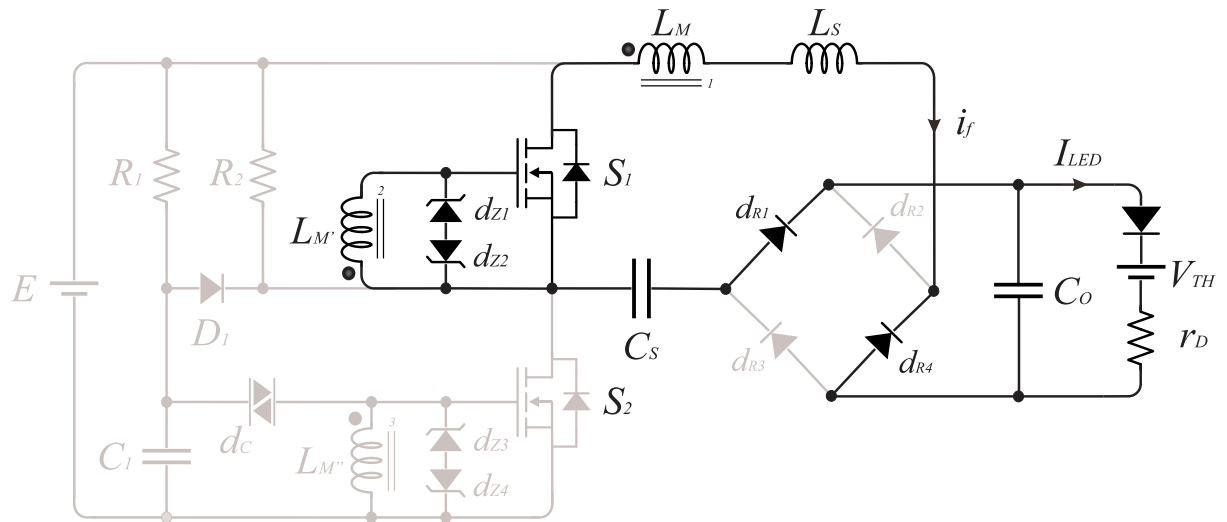 L_M L_S
1
i_f
I_LED
R_1 R_2 S_1
2
d_Z1 d_R1 d_R2
L_M' d_Z2
E V_TH
C_O
D_1
C_S d_R3 d_R4 r_D
S_2
3
C_1 d_C d_Z3
L_M" d_Z4